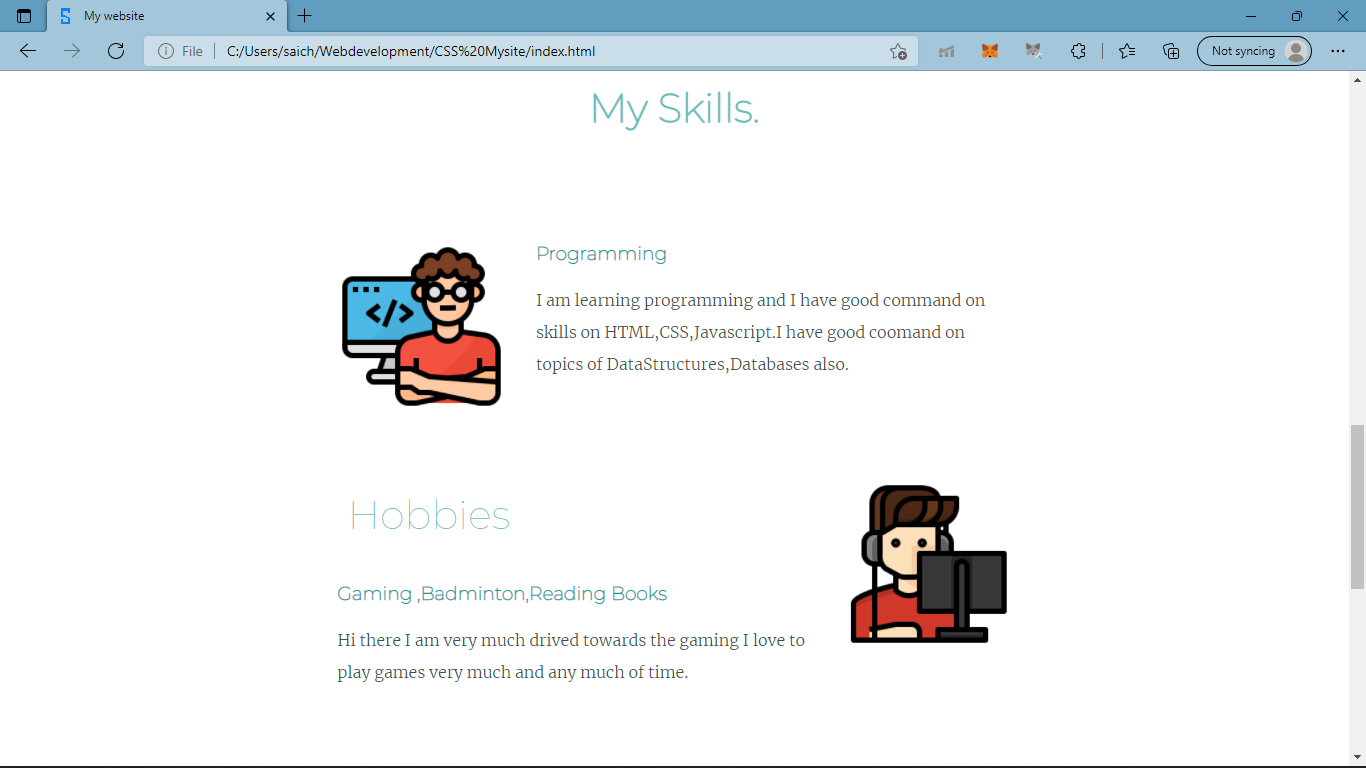 My website
File
C:/Users/saich/Webdevelopment/CSS%20Mysite/index.html
Not syncing
My Skills.
Programming
I am learning programming and I have good command on
skills on HTML,CSS,Javascript.I have good coomand on
topics of DataStructures,Databases also.
Hobbies
Gaming ,Badminton,Reading Books
Hi there I am very much drived towards the gaming I love to
play games very much and any much of time.